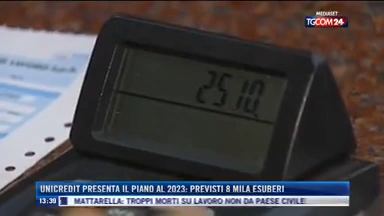 MEDIASET
TGCOM24
2510
UNICREDIT PRESENTA IL PIANO AL 2023: PREVISTI 8 MILA ESUBERI
13:39 MATTARELLA: TROPPI MORTI SU LAVORO NON DA PAESE CIVILE